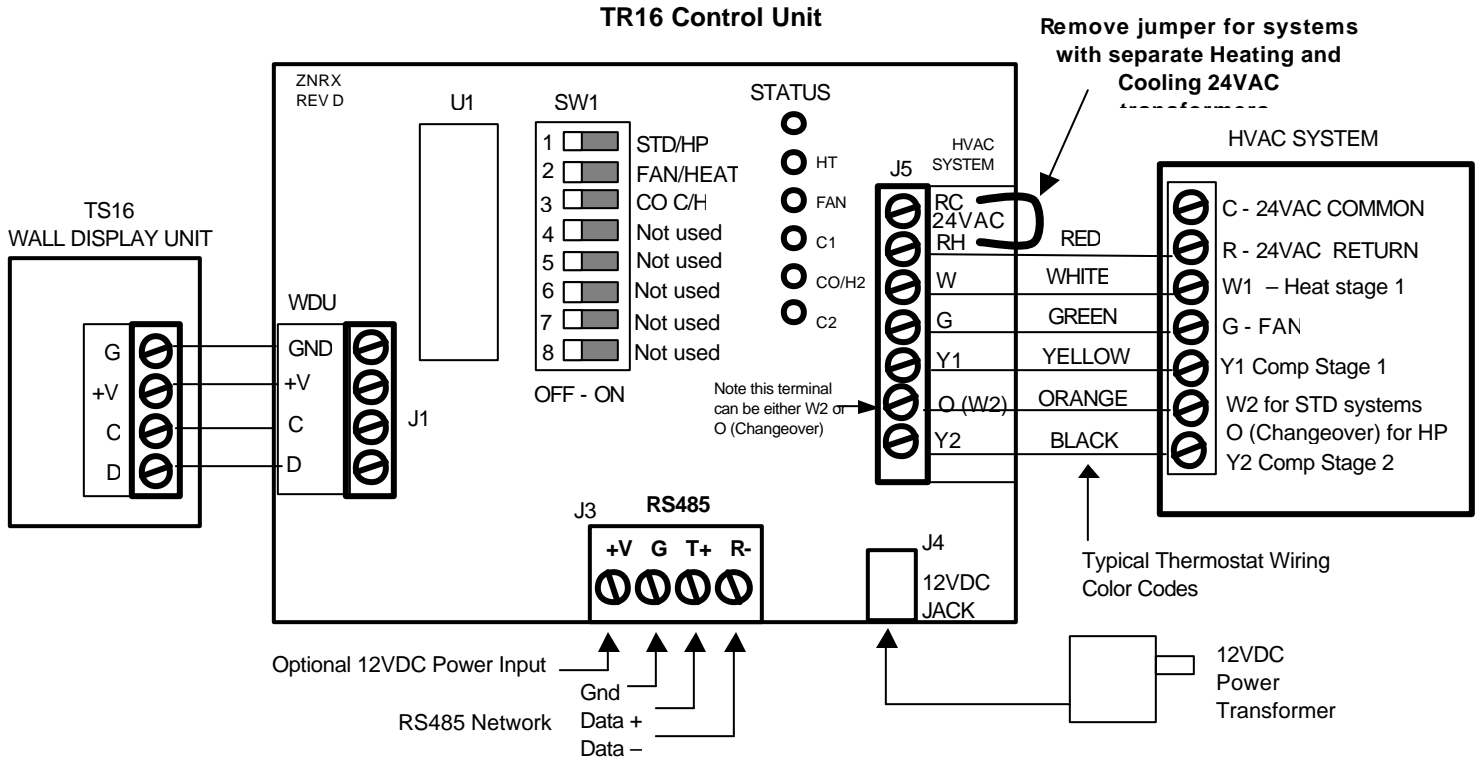 TR16 Control Unit
Remove jumper for systems
with separate Heating and
Cooling 24VAC
transformers
ZNRX
REV D
U1
SW1
1 STD/HP
2 FAN/HEAT
3 CO C/H
4 Not used
5 Not used
6 Not used
7 Not used
8 Not used
OFF - ON
STATUS
HT
FAN
C1
CO/H2
C2
HVAC
SYSTEM
J5
RC
24VAC
RH
W
G
Y1
O (W2)
Y2
Note this terminal
can be either W2 or
O (Changeover)
RED
WHITE
GREEN
YELLOW
ORANGE
BLACK
HVAC SYSTEM
C - 24VAC COMMON
R - 24VAC RETURN
W1 – Heat stage 1
G - FAN
Y1 Comp Stage 1
W2 for STD systems
O (Changeover) for HP
Y2 Comp Stage 2
TS16
WALL DISPLAY UNIT
G
+V
C
D
WDU
GND
+V
C
D
J1
J3
RS485
+V G T+ R-
J4
12VDC
JACK
Typical Thermostat Wiring
Color Codes
Optional 12VDC Power Input
RS485 Network
Gnd
Data +
Data –
12VDC
Power
Transformer